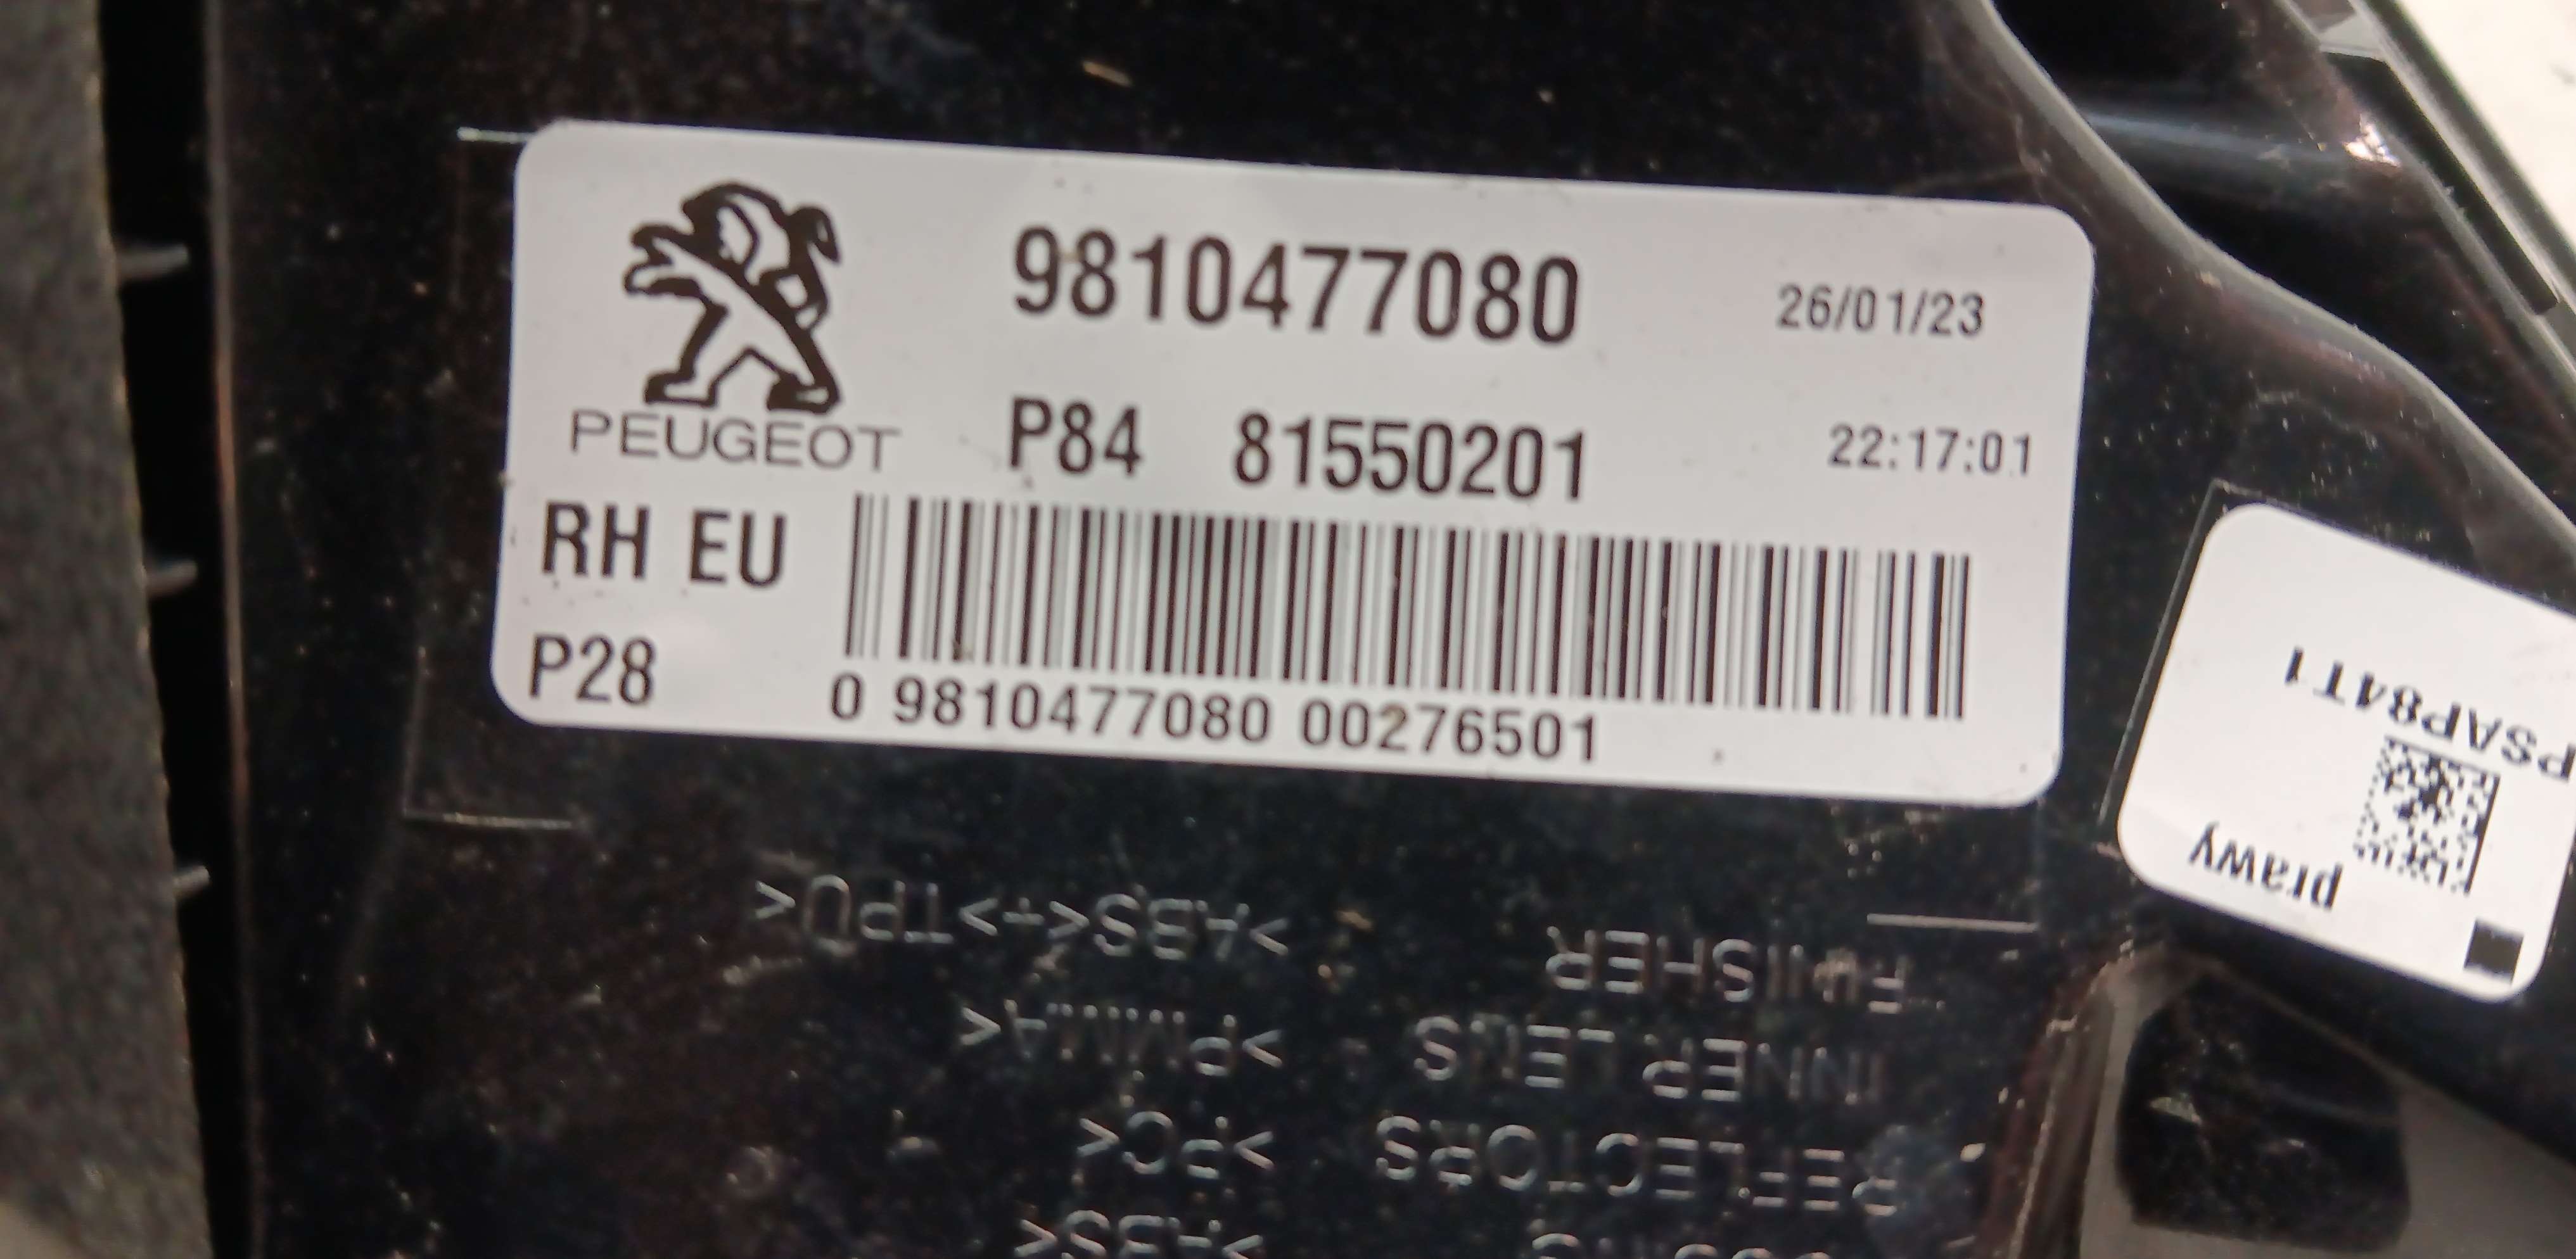 9810477080 26/01/23
PEUGEOT P84 81550201 22:17:01
RH EU
P28
0 9810477080 00276501
PSAP84T1
prawy
REFLECTORS >PC<
INNER LENS >PMMA<
FINISHER >ABS<+>TPU<